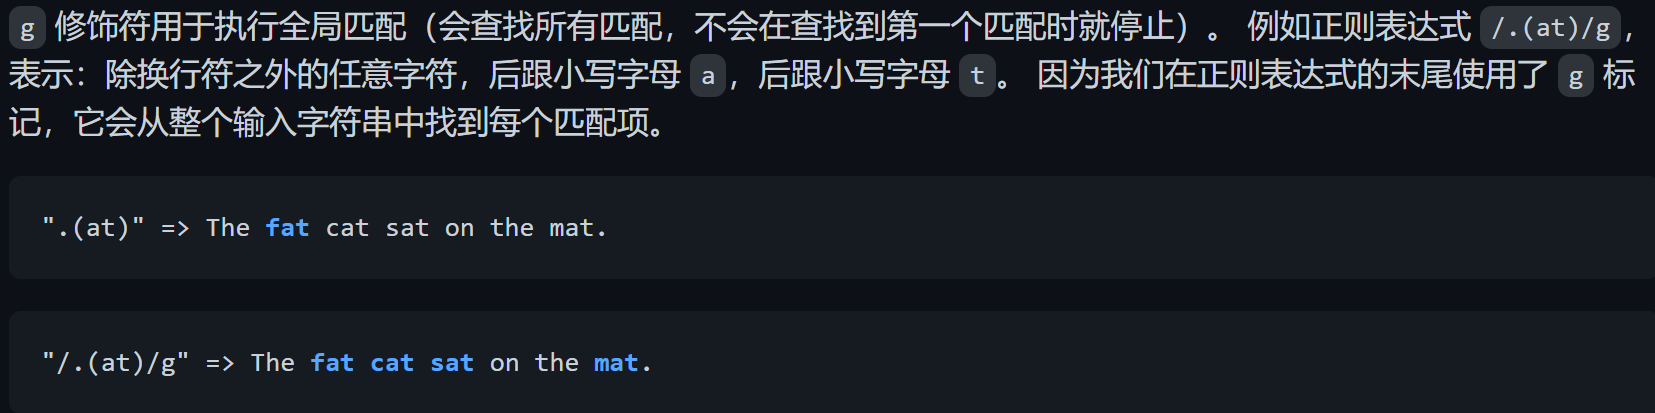 g 修饰符用于执行全局匹配（会查找所有匹配，不会在查找到第一个匹配时就停止）。 例如正则表达式 /.(at)/g，
表示：除换行符之外的任意字符，后跟小写字母 a，后跟小写字母 t。 因为我们在正则表达式的末尾使用了 g 标
记，它会从整个输入字符串中找到每个匹配项。
".(at)" => The fat cat sat on the mat.
"/.(at)/g" => The fat cat sat on the mat.